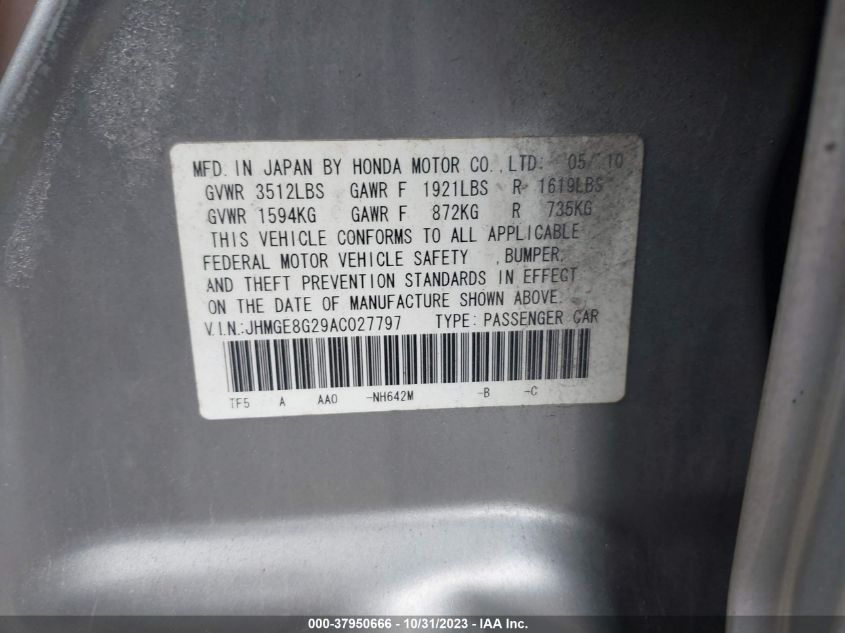 MFD. IN JAPAN BY HONDA MOTOR CO., LTD. 05/10
GVWR 3512LBS GAWR F 1921LBS R 1619LBS
GVWR 1594KG GAWR F 872KG R 735KG
THIS VEHICLE CONFORMS TO ALL APPLICABLE
FEDERAL MOTOR VEHICLE SAFETY , BUMPER,
AND THEFT PREVENTION STANDARDS IN EFFECT
ON THE DATE OF MANUFACTURE SHOWN ABOVE.
V.I.N.:JHMGE8G29AC027797 TYPE: PASSENGER CAR
TF5 A AA0 -NH642M -B -C
000-37950666 - 10/31/2023 - IAA Inc.